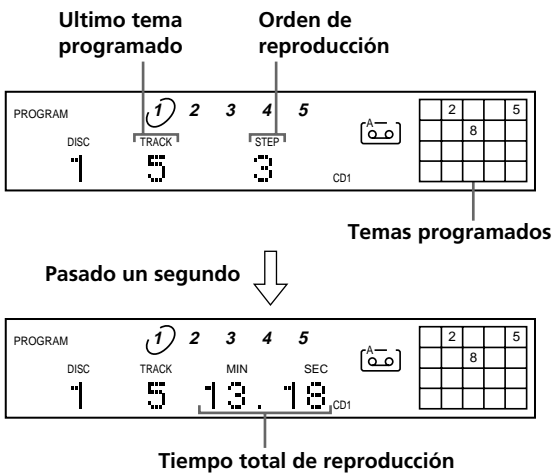 Ultimo tema programado
Orden de reproducción
PROGRAM 1 2 3 4 5
DISC TRACK STEP
1 5 3 CD1
A
2 5
8
Temas programados
Pasado un segundo
PROGRAM 1 2 3 4 5
DISC TRACK MIN SEC
1 5 13.18 CD1
A
2 5
8
Tiempo total de reproducción